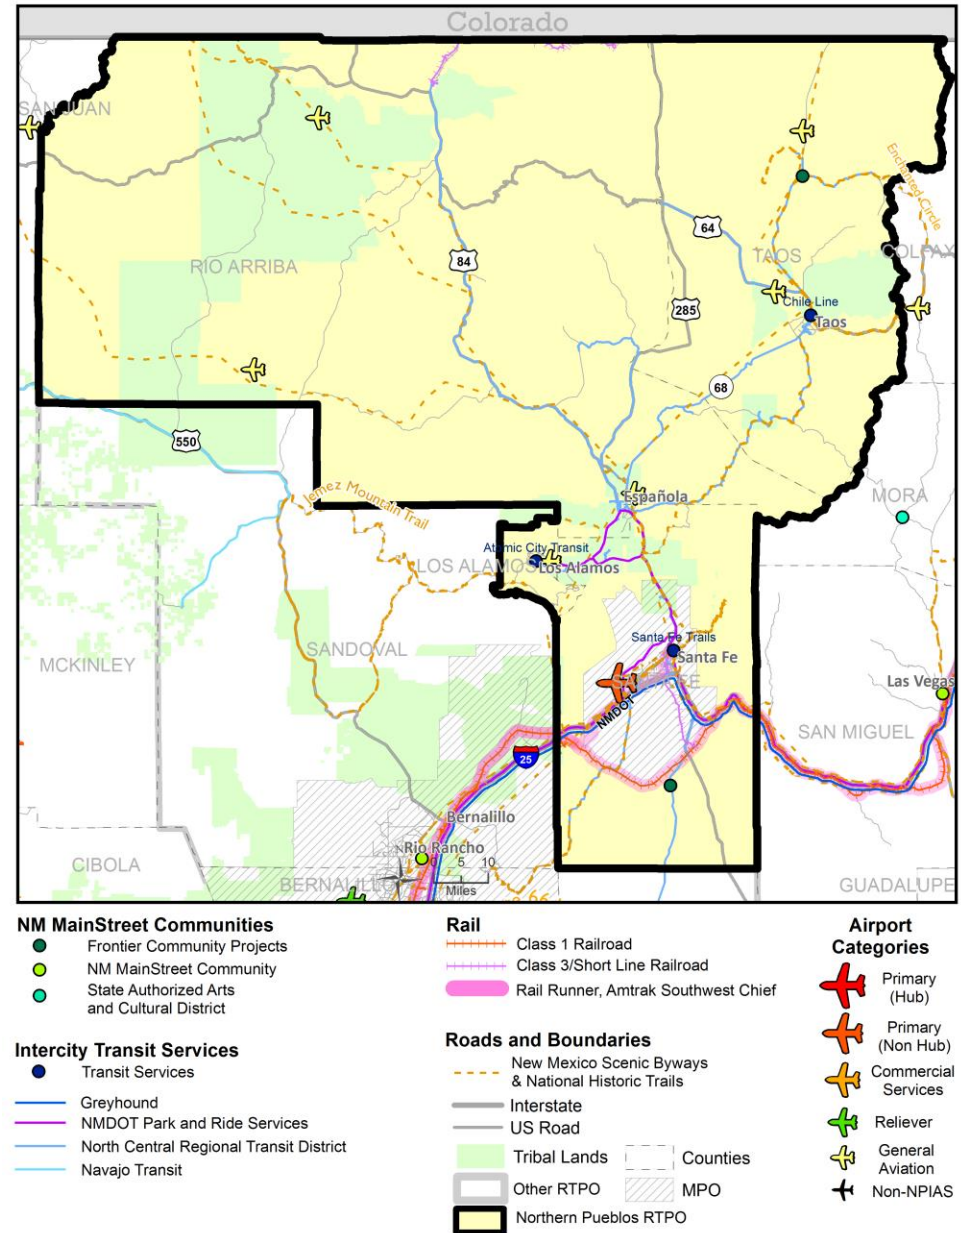 Colorado
SAN JUAN
Enchanted Circle
64
TAOS
COLFAX
RIO ARRIBA
84
Chile Line
Taos
285
68
550
Jemez Mountain Trail
Española
MORA
Atomic City Transit
LOS ALAMOS
Los Alamos
SANDOVAL
MCKINLEY
Santa Fe Trails
Santa Fe
NMDOT
Las Vegas
SAN MIGUEL
25
Bernalillo
Rio Rancho
CIBOLA
0 5 10
Miles
BERNALILLO
GUADALUPE
NM MainStreet Communities
Frontier Community Projects
NM MainStreet Community
State Authorized Arts
and Cultural District
Intercity Transit Services
Transit Services
Greyhound
NMDOT Park and Ride Services
North Central Regional Transit District
Navajo Transit
Rail
Class 1 Railroad
Class 3/Short Line Railroad
Rail Runner, Amtrak Southwest Chief
Roads and Boundaries
New Mexico Scenic Byways
& National Historic Trails
Interstate
US Road
Tribal Lands
Counties
Other RTPO
MPO
Northern Pueblos RTPO
Airport
Categories
Primary
(Hub)
Primary
(Non Hub)
Commercial
Services
Reliever
General
Aviation
Non-NPIAS